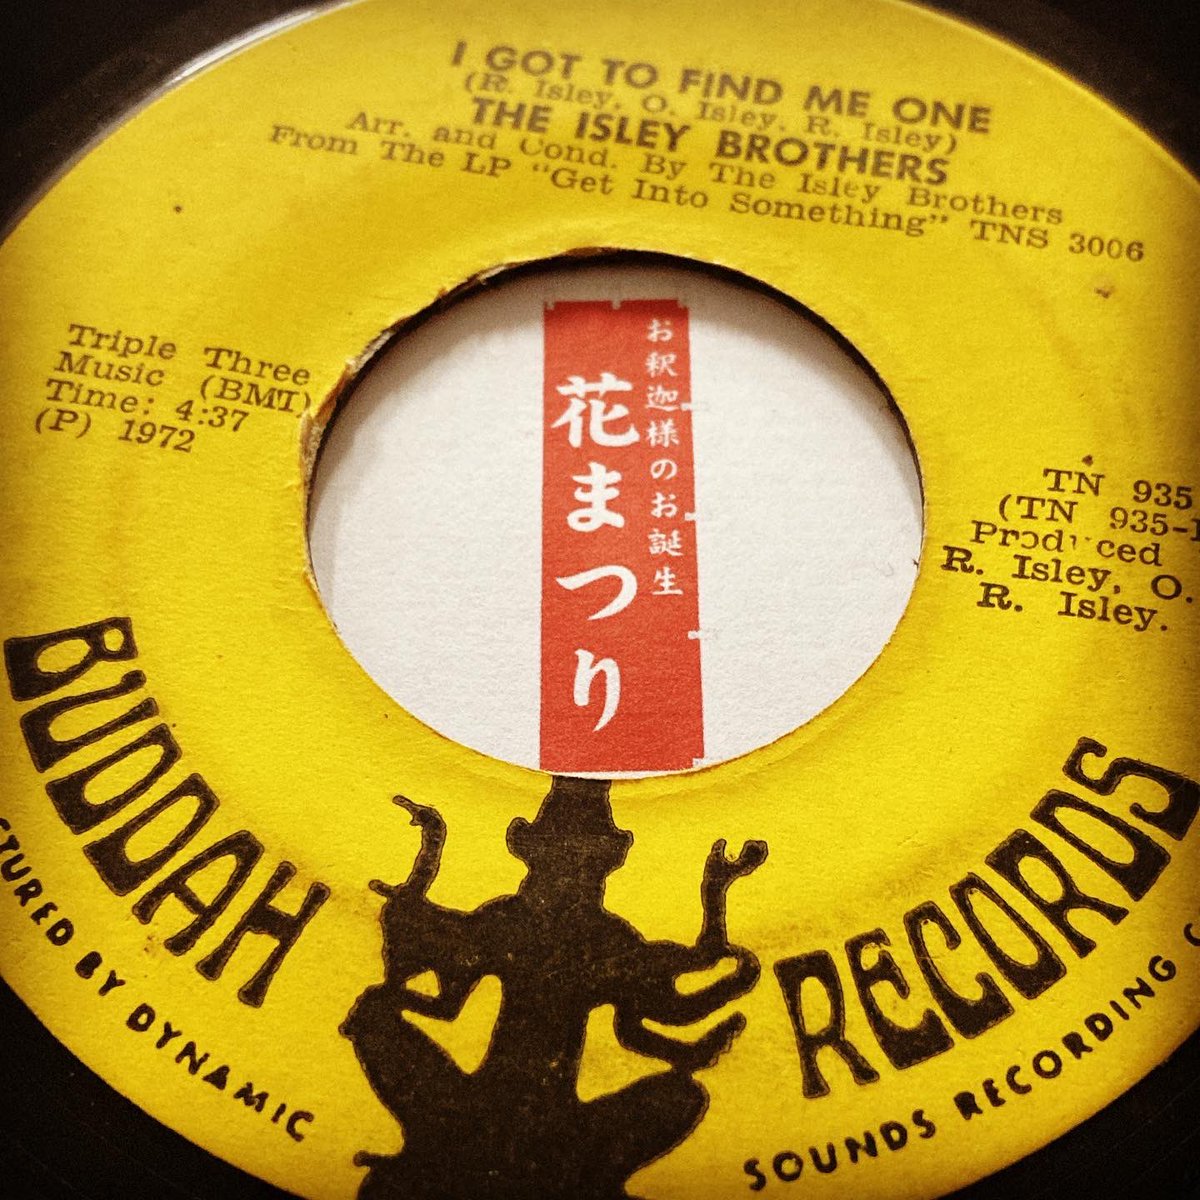 I GOT TO FIND ME ONE
(R. Isley, O. Isley, R. Isley)
THE ISLEY BROTHERS
Arr. and Cond. By The Isley Brothers
From The LP "Get Into Something" TNS 3006
お釈迦様のお誕生
花まつり
Triple Three
Music (BMI)
Time: 4:37
(P) 1972
TN 935
(TN 935-
Produced
R. Isley, O.
R. Isley.
BUDDAH RECORDS
BY DYNAMIC SOUNDS RECORDING